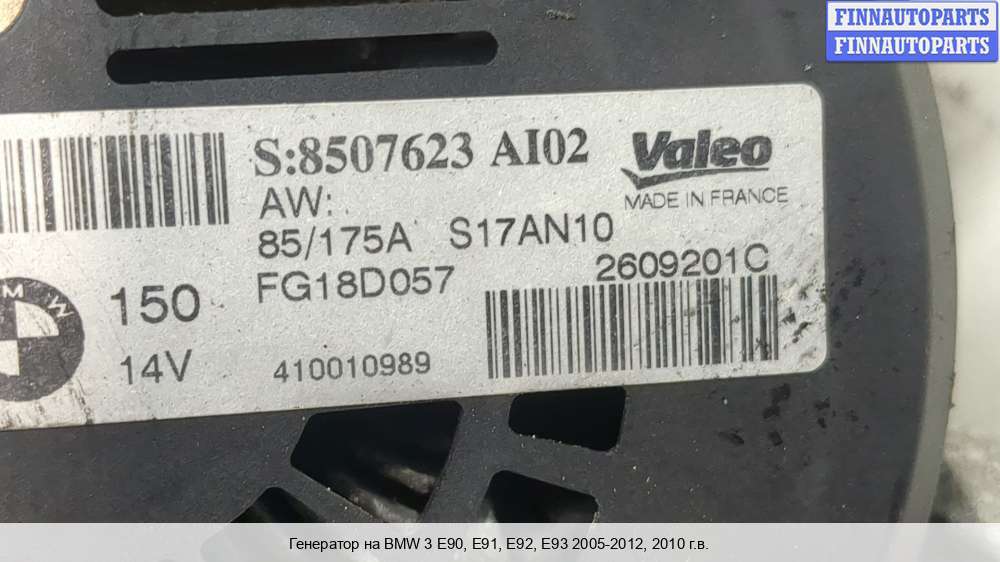 FINNAUTOPARTS
FINNAUTOPARTS
S:8507623 AI02
Valeo
MADE IN FRANCE
AW:
85/175A S17AN10
FG18D057
2609201C
BMW
150
14V
410010989
Генератор на BMW 3 E90, E91, E92, E93 2005-2012, 2010 г.в.